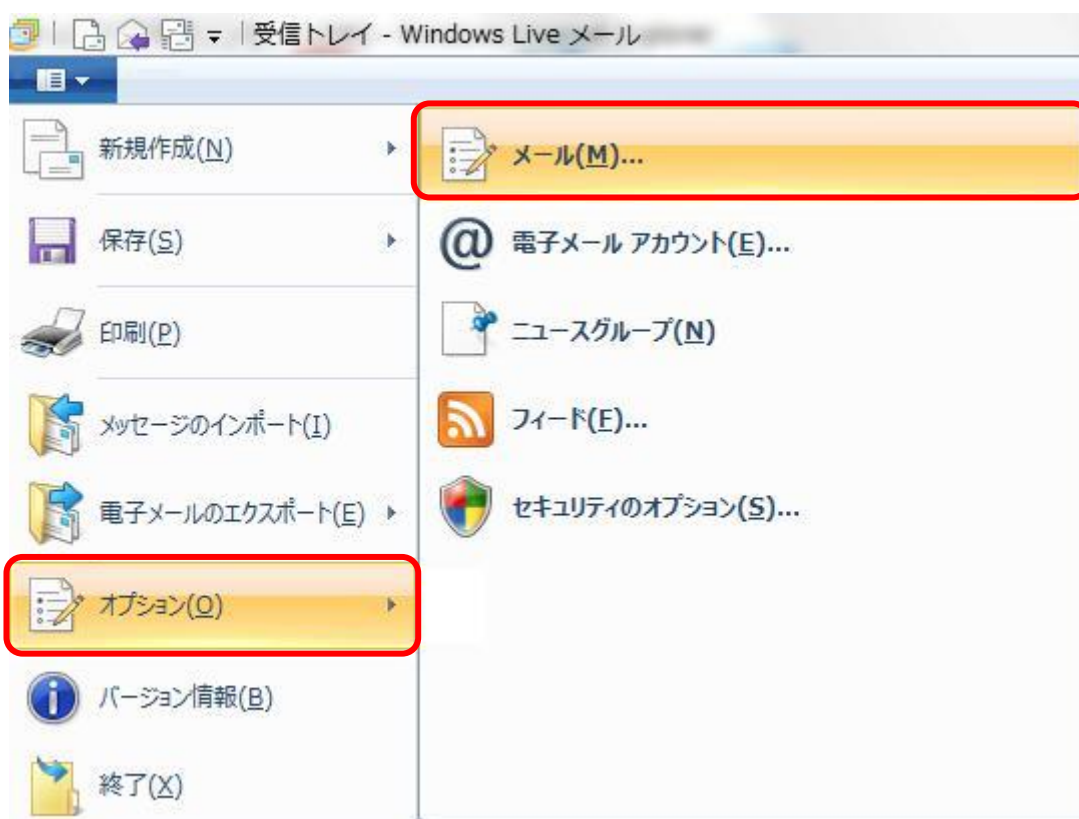 受信トレイ - Windows Live メール
新規作成(N)
保存(S)
印刷(P)
メッセージのインポート(I)
電子メールのエクスポート(E)
オプション(O)
バージョン情報(B)
終了(X)
メール(M)...
電子メール アカウント(E)...
ニュースグループ(N)
フィード(F)...
セキュリティのオプション(S)...